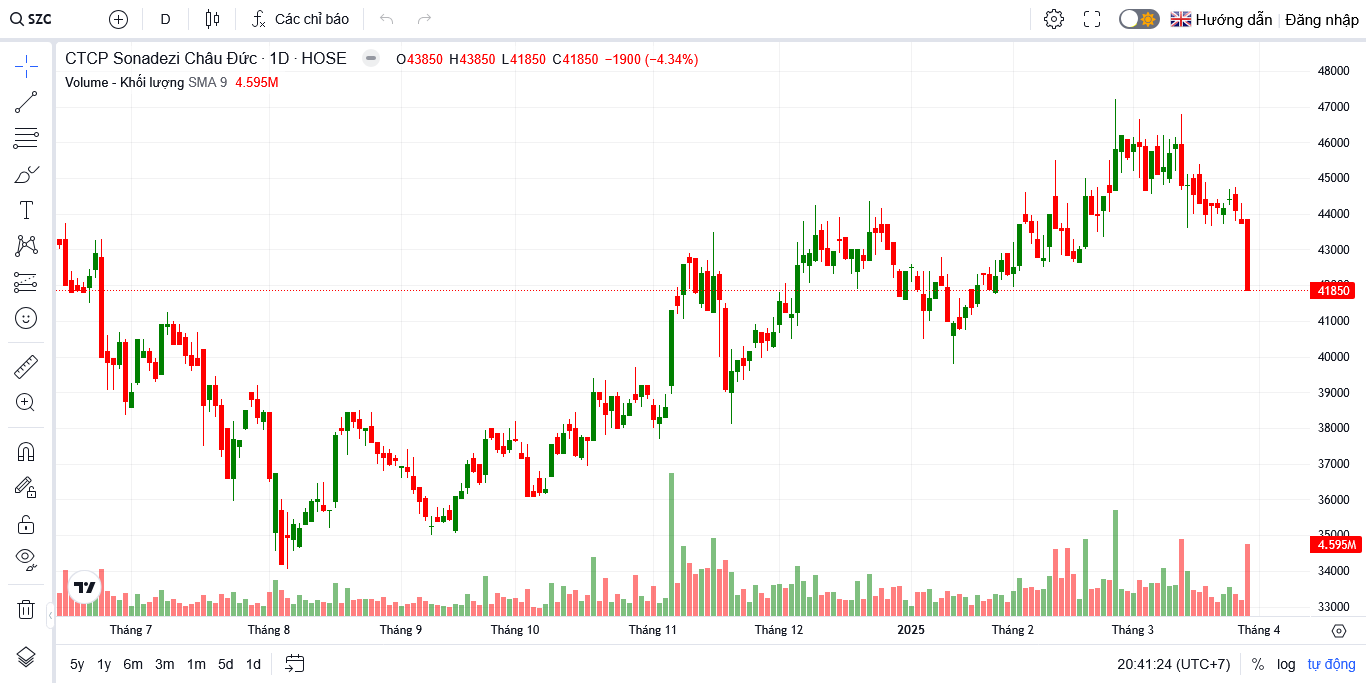 SZC D Các chỉ báo Hướng dẫn Đăng nhập
CTCP Sonadezi Châu Đức · 1D · HOSE O43850 H43850 L41850 C41850 −1900 (−4.34%)
Volume - Khối lượng SMA 9 4.595M
48000
47000
46000
45000
44000
43000
41850
41000
40000
39000
38000
37000
36000
35000
4.595M
34000
33000
Tháng 7 Tháng 8 Tháng 9 Tháng 10 Tháng 11 Tháng 12 2025 Tháng 2 Tháng 3 Tháng 4
5y 1y 6m 3m 1m 5d 1d 20:41:24 (UTC+7) % log tự động